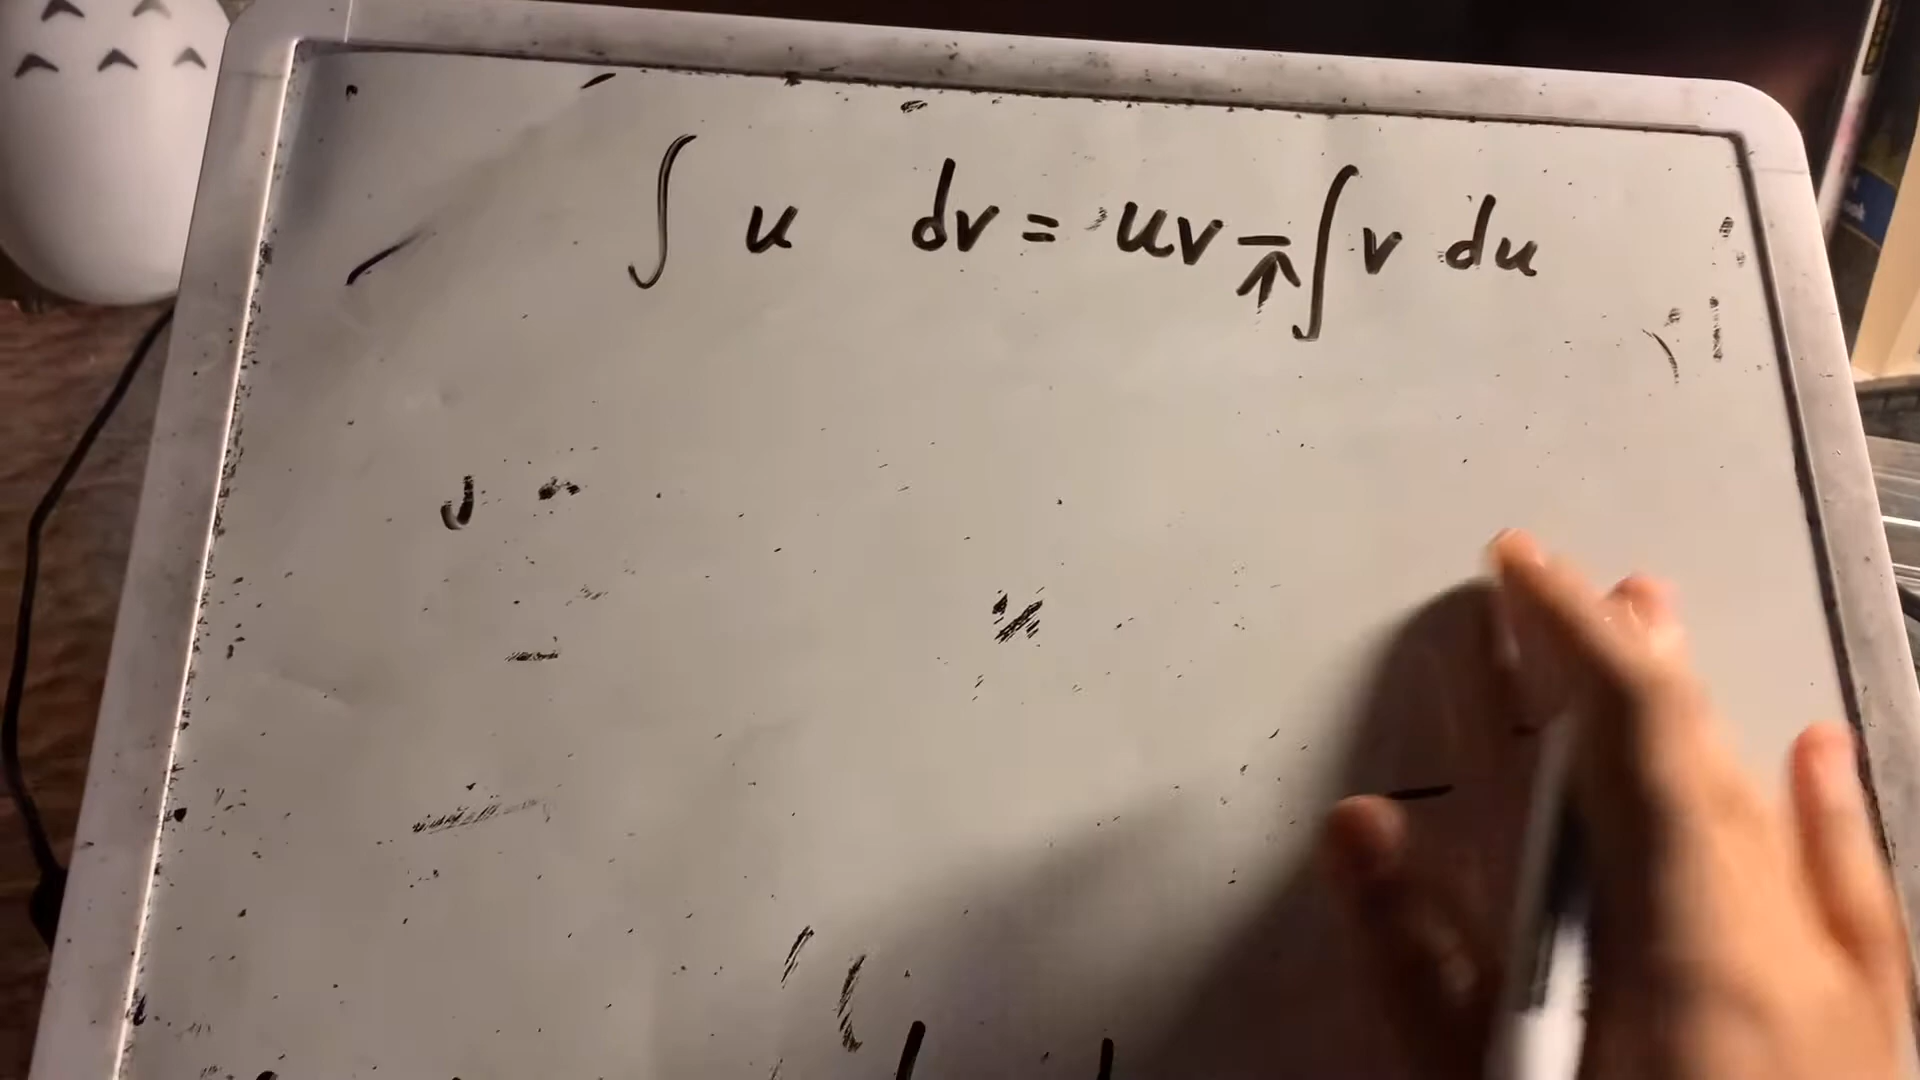 ∫ u dv = uv - ∫ v du
↑